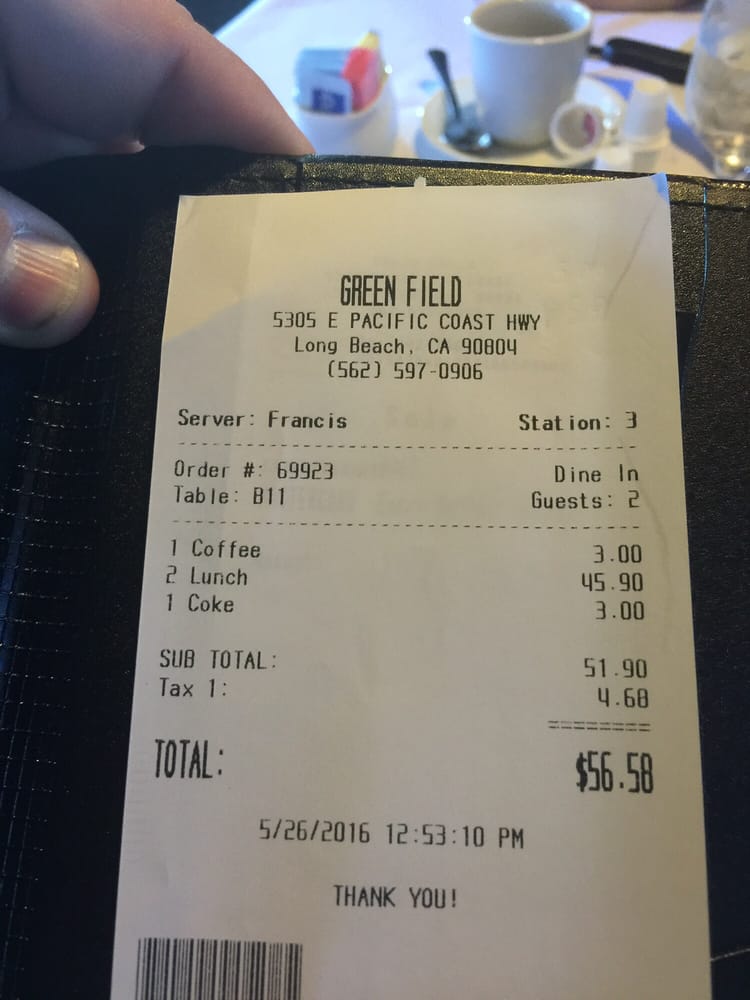 GREEN FIELD
5305 E PACIFIC COAST HWY
Long Beach, CA 90804
(562) 597-0906
Server: Francis Station: 3
Order #: 69923 Dine In
Table: B11 Guests: 2
1 Coffee 3.00
2 Lunch 45.90
1 Coke 3.00
SUB TOTAL: 51.90
Tax 1: 4.68
TOTAL: $56.58
5/26/2016 12:53:10 PM
THANK YOU!